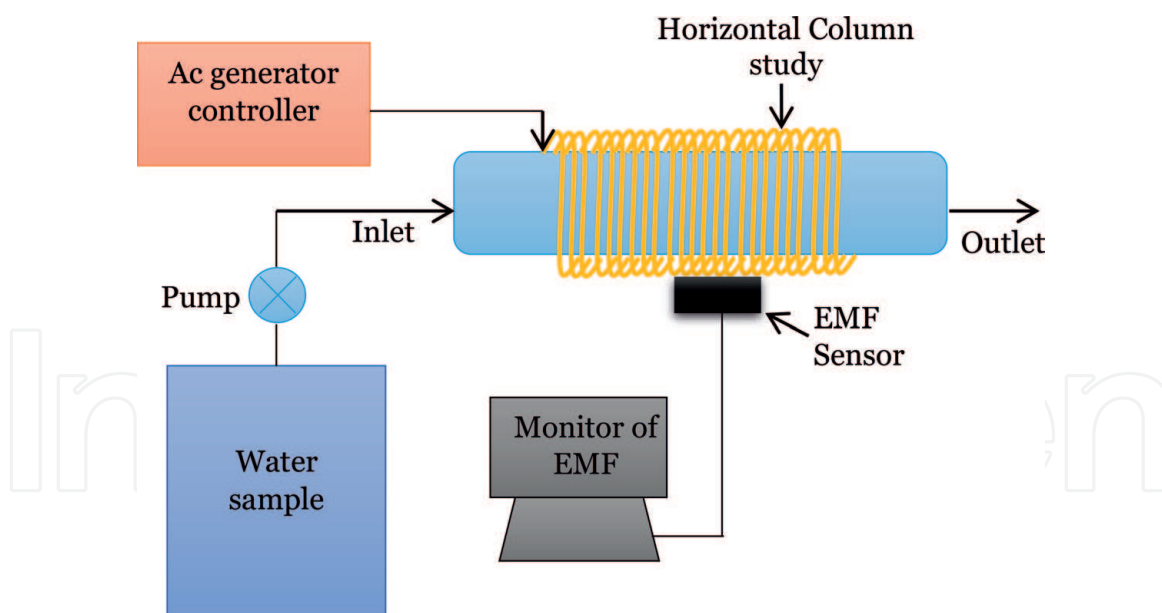 Horizontal Column
study
Ac generator
controller
Inlet
Outlet
Pump
EMF
Sensor
Monitor of
EMF
Water
sample